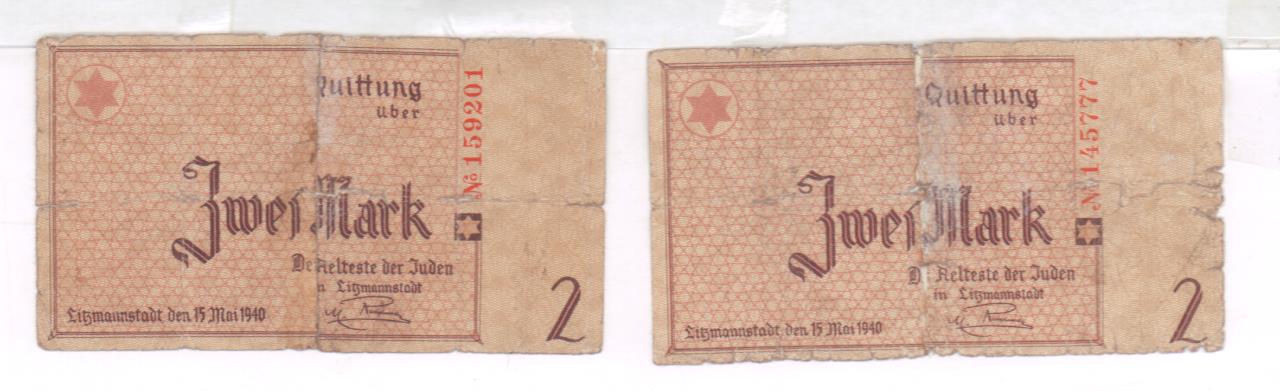 Quittung
über
№ 159201
Zwei Mark
Der Aelteste der Juden
in Litzmannstadt
Litzmannstadt den 15 Mai 1940
2
Quittung
über
№ 145777
Zwei Mark
Der Aelteste der Juden
in Litzmannstadt
Litzmannstadt den 15 Mai 1940
2